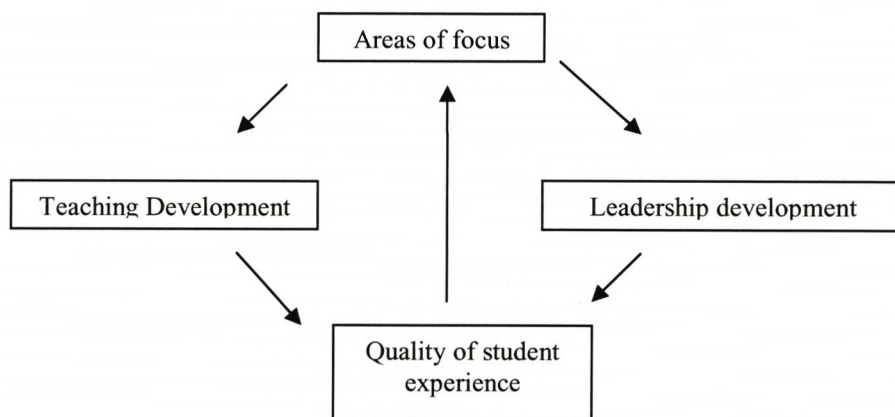 Areas of focus
Teaching Development
Leadership development
Quality of student
experience